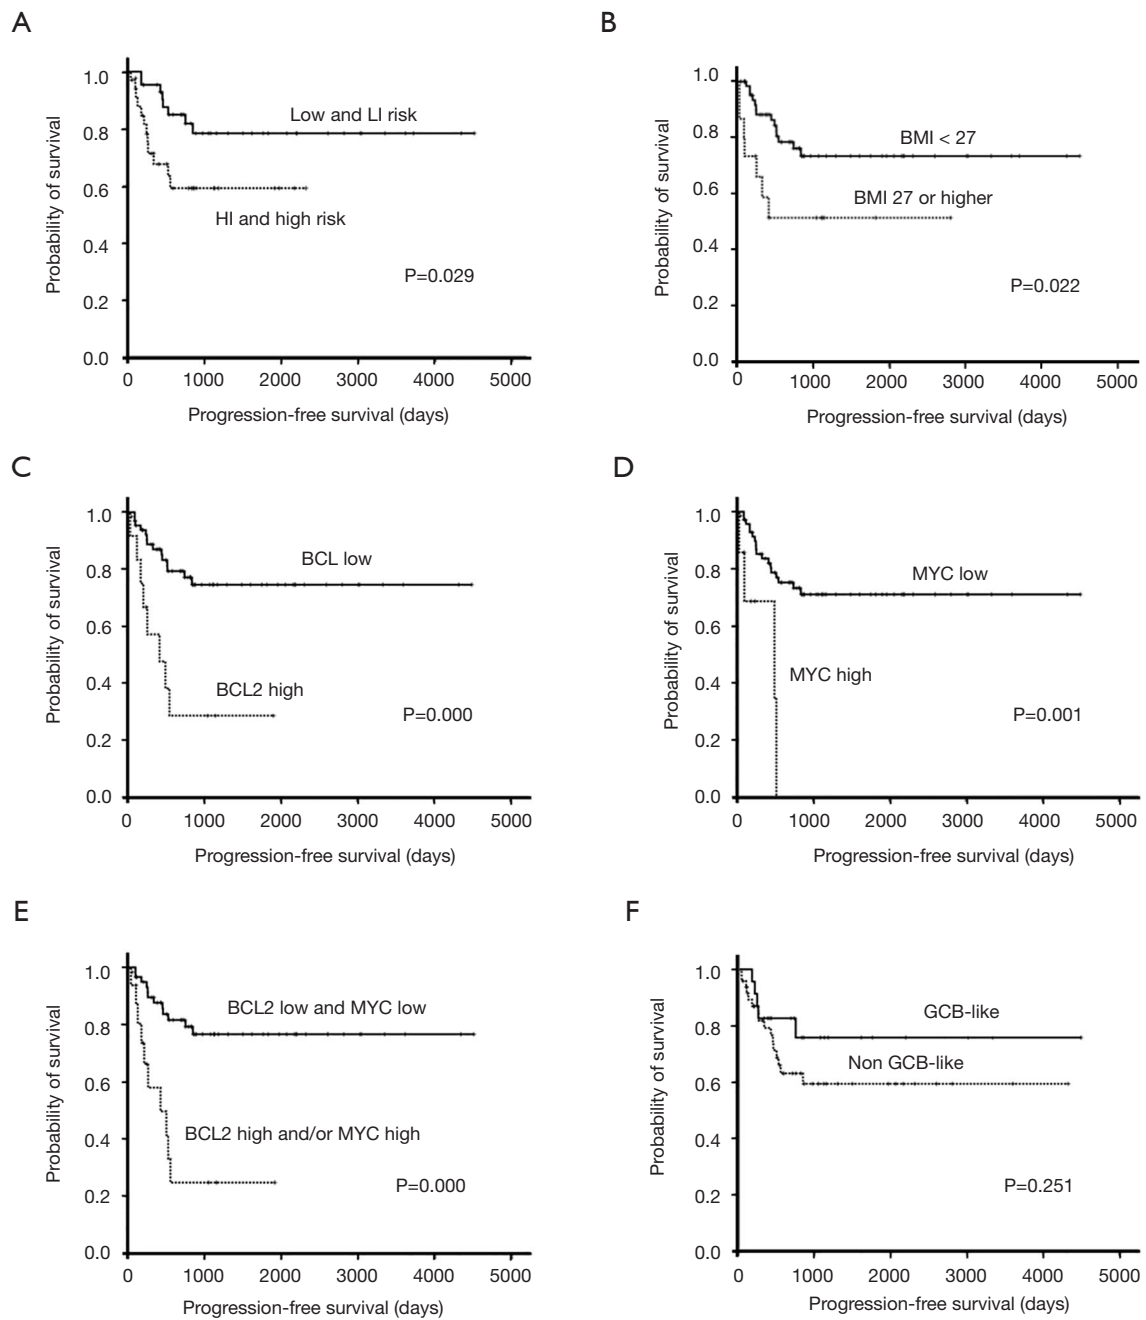 A
Probability of survival
1.0
0.8
0.6
0.4
0.2
0.0
Low and LI risk
HI and high risk
P=0.029
0 1000 2000 3000 4000 5000
Progression-free survival (days)
B
Probability of survival
1.0
0.8
0.6
0.4
0.2
0.0
BMI < 27
BMI 27 or higher
P=0.022
0 1000 2000 3000 4000 5000
Progression-free survival (days)
C
Probability of survival
1.0
0.8
0.6
0.4
0.2
0.0
BCL low
BCL2 high
P=0.000
0 1000 2000 3000 4000 5000
Progression-free survival (days)
D
Probability of survival
1.0
0.8
0.6
0.4
0.2
0.0
MYC low
MYC high
P=0.001
0 1000 2000 3000 4000 5000
Progression-free survival (days)
E
Probability of survival
1.0
0.8
0.6
0.4
0.2
0.0
BCL2 low and MYC low
BCL2 high and/or MYC high
P=0.000
0 1000 2000 3000 4000 5000
Progression-free survival (days)
F
Probability of survival
1.0
0.8
0.6
0.4
0.2
0.0
GCB-like
Non GCB-like
P=0.251
0 1000 2000 3000 4000 5000
Progression-free survival (days)